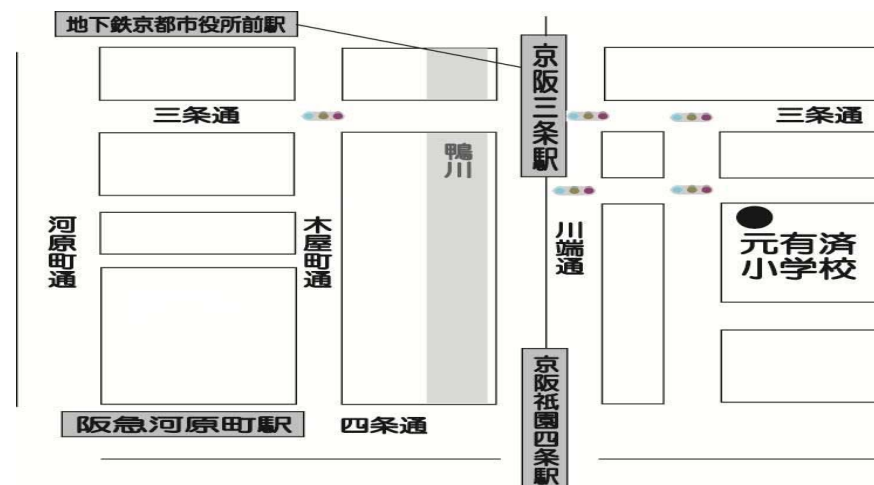 地下鉄京都市役所前駅
京阪三条駅
三条通
三条通
鴨川
河原町通
木屋町通
川端通
元有済
小学校
京阪祇園四条駅
阪急河原町駅
四条通